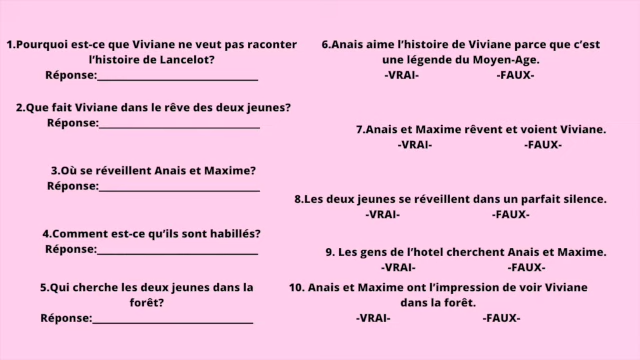 1.Pourquoi est-ce que Viviane ne veut pas raconter
l'histoire de Lancelot?
Réponse:______________________________
2.Que fait Viviane dans le rêve des deux jeunes?
Réponse:______________________________
3.Où se réveillent Anais et Maxime?
Réponse:______________________________
4.Comment est-ce qu'ils sont habillés?
Réponse:______________________________
5.Qui cherche les deux jeunes dans la
forêt?
Réponse:______________________________
6.Anais aime l'histoire de Viviane parce que c'est
une légende du Moyen-Age.
-VRAI- -FAUX-
7.Anais et Maxime rêvent et voient Viviane.
-VRAI- -FAUX-
8.Les deux jeunes se réveillent dans un parfait silence.
-VRAI- -FAUX-
9. Les gens de l'hotel cherchent Anais et Maxime.
-VRAI- -FAUX-
10. Anais et Maxime ont l'impression de voir Viviane
dans la forêt.
-VRAI- -FAUX-